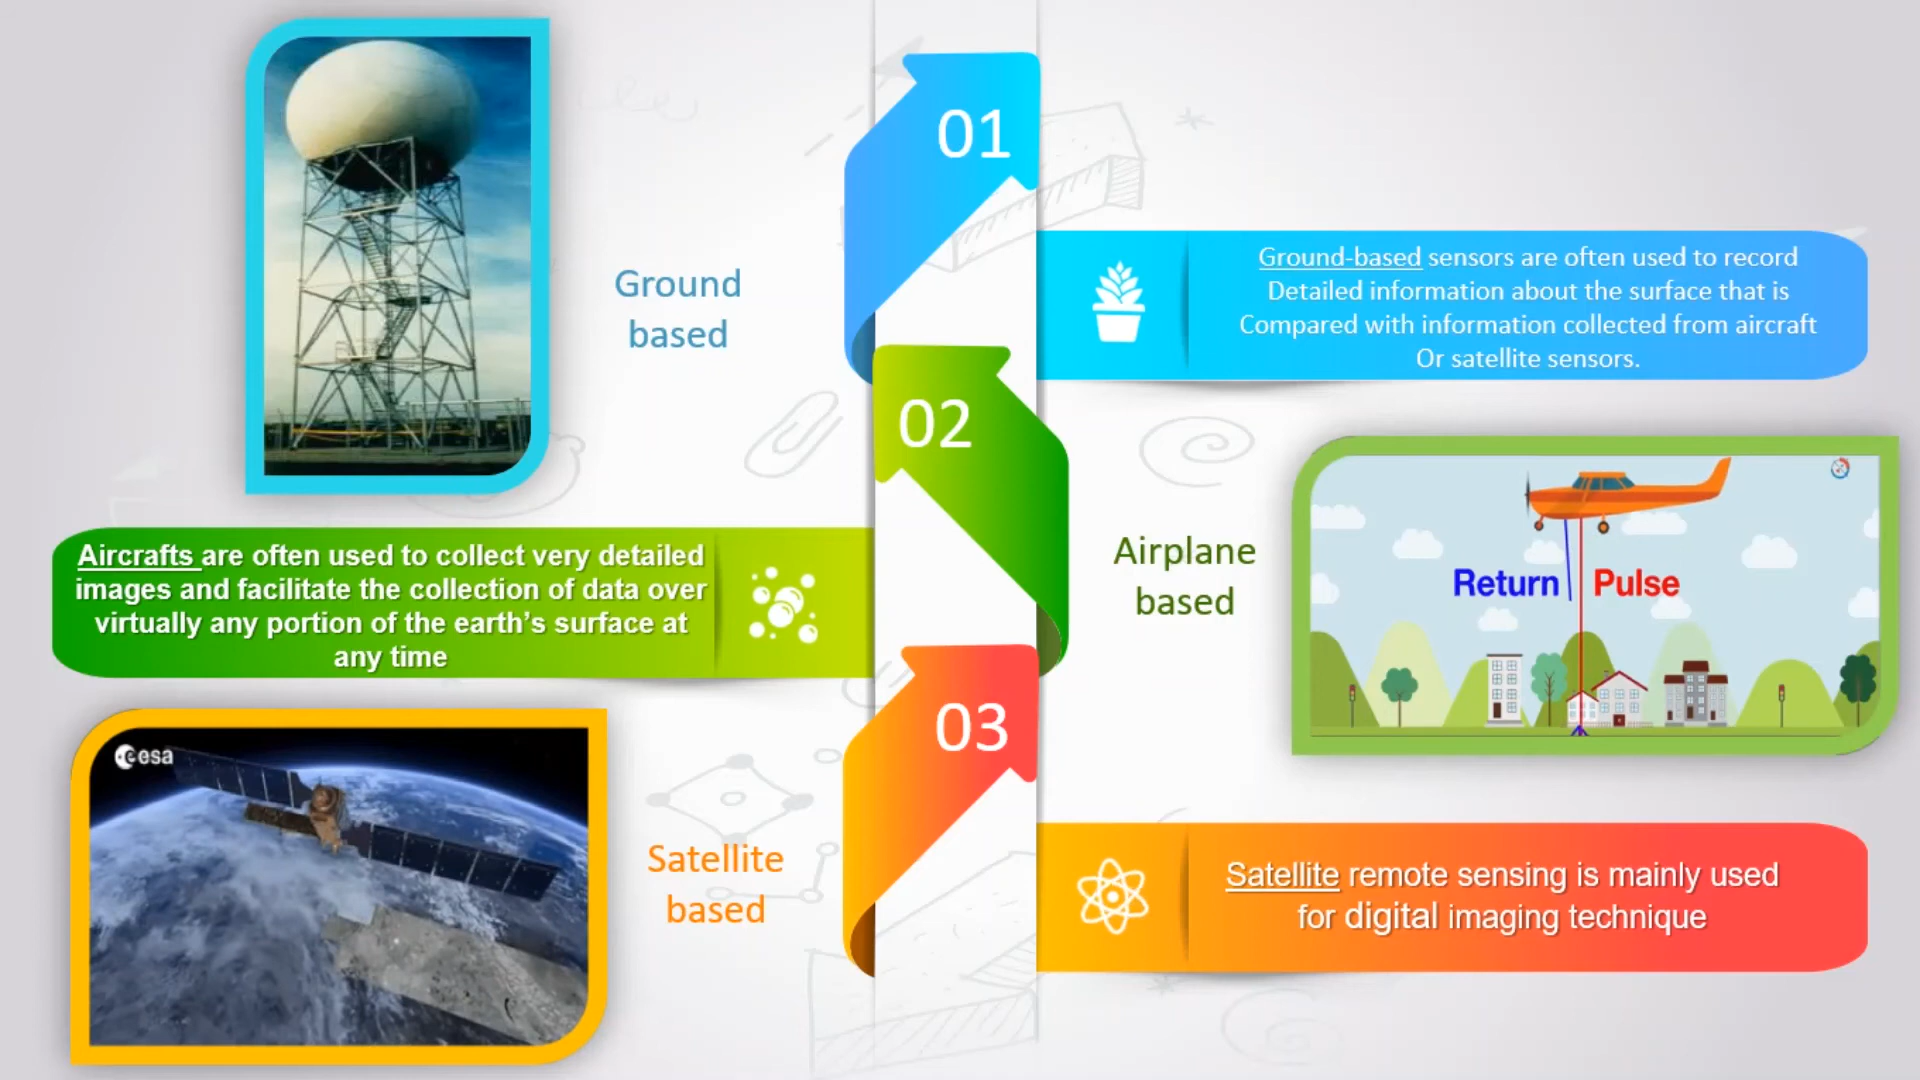 01
Ground
based
Ground-based sensors are often used to record
Detailed information about the surface that is
Compared with information collected from aircraft
Or satellite sensors.
02
Aircrafts are often used to collect very detailed
images and facilitate the collection of data over
virtually any portion of the earth's surface at
any time
Airplane
based
Return Pulse
03
esa
Satellite
based
Satellite remote sensing is mainly used
for digital imaging technique